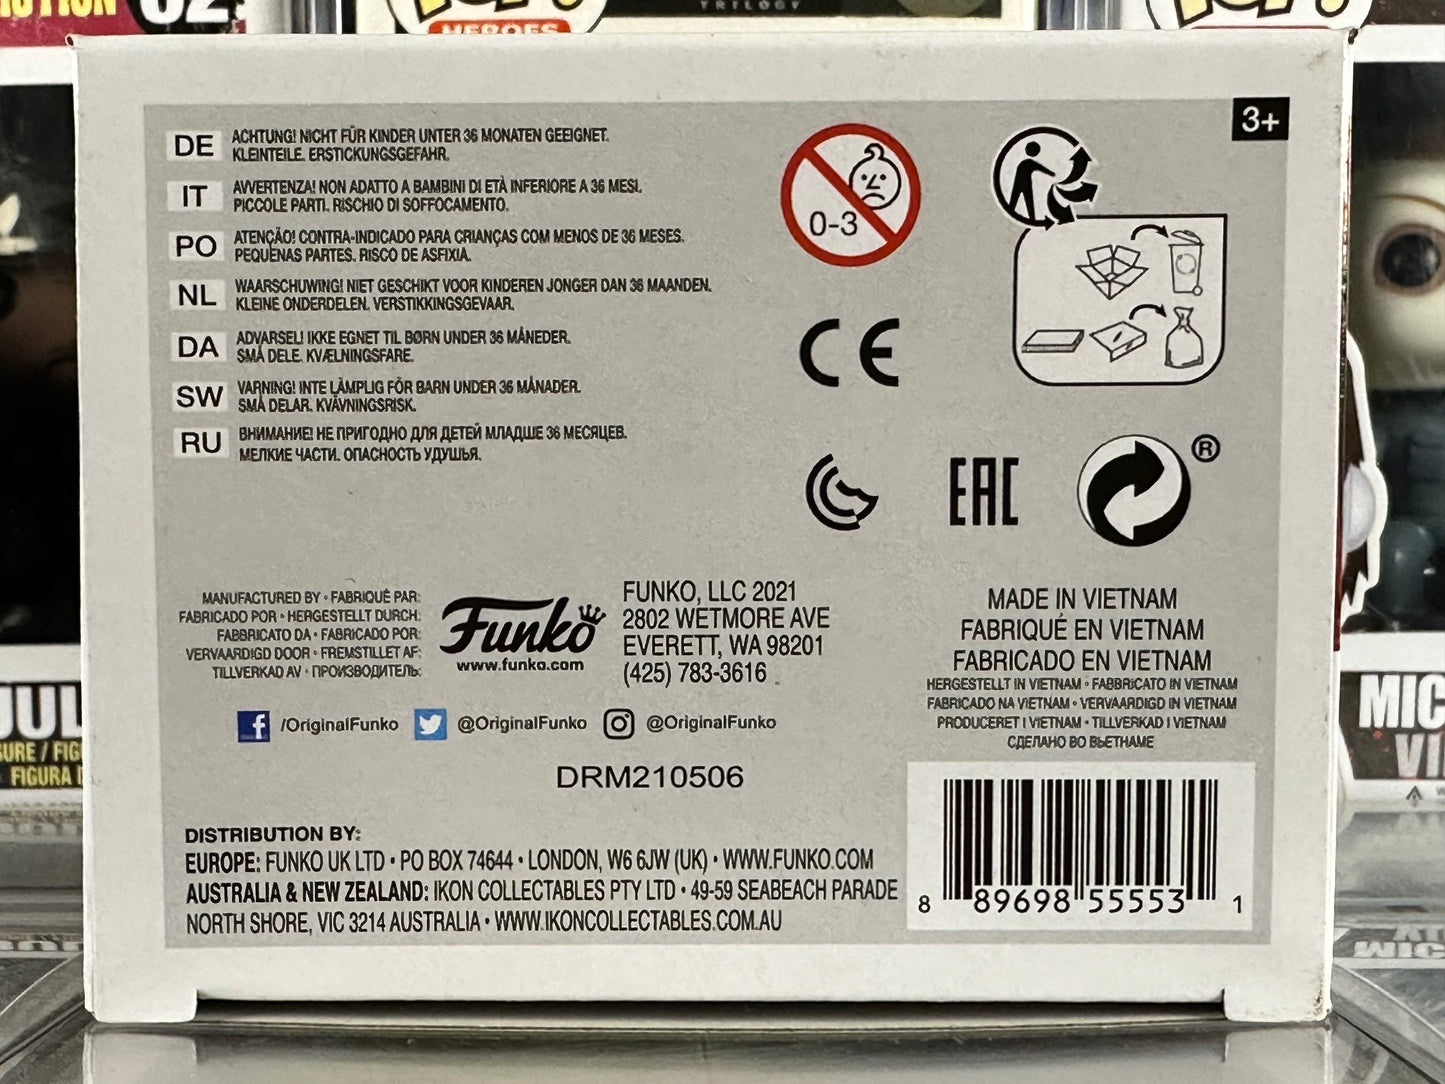 HEROES
TRILOGY
3+
DE ACHTUNG! NICHT FÜR KINDER UNTER 36 MONATEN GEEIGNET.
KLEINTEILE. ERSTICKUNGSGEFAHR.
IT AVVERTENZA! NON ADATTO A BAMBINI DI ETÀ INFERIORE A 36 MESI.
PICCOLE PARTI. RISCHIO DI SOFFOCAMENTO.
PO ATENÇÃO! CONTRA-INDICADO PARA CRIANÇAS COM MENOS DE 36 MESES.
PEQUENAS PARTES. RISCO DE ASFIXIA.
NL WAARSCHUWING! NIET GESCHIKT VOOR KINDEREN JONGER DAN 36 MAANDEN.
KLEINE ONDERDELEN. VERSTIKKINGSGEVAAR.
DA ADVARSEL! IKKE EGNET TIL BØRN UNDER 36 MÅNEDER.
SMÅ DELE. KVÆLNINGSFARE.
SW VARNING! INTE LÄMPLIG FÖR BARN UNDER 36 MÅNADER.
SMÅ DELAR. KVÄVNINGSRISK.
RU ВНИМАНИЕ! НЕ ПРИГОДНО ДЛЯ ДЕТЕЙ МЛАДШЕ 36 МЕСЯЦЕВ.
МЕЛКИЕ ЧАСТИ. ОПАСНОСТЬ УДУШЬЯ.
0-3
CE
EAC
®
MANUFACTURED BY • FABRIQUÉ PAR:
FABRICADO POR • HERGESTELLT DURCH:
FABBRICATO DA • FABRICADO POR:
VERVAARDIGD DOOR • FREMSTILLET AF:
TILLVERKAD AV • ПРОИЗВОДИТЕЛЬ:
Funko
www.funko.com
FUNKO, LLC 2021
2802 WETMORE AVE
EVERETT, WA 98201
(425) 783-3616
MADE IN VIETNAM
FABRIQUÉ EN VIETNAM
FABRICADO EN VIETNAM
HERGESTELLT IN VIETNAM • FABBRICATO IN VIETNAM
FABRICADO NA VIETNAM • VERVAARDIGD IN VIETNAM
PRODUCERET I VIETNAM • TILLVERKAD I VIETNAM
СДЕЛАНО ВО ВЬЕТНАМЕ
/OriginalFunko @OriginalFunko @OriginalFunko
DRM210506
DISTRIBUTION BY:
EUROPE: FUNKO UK LTD • PO BOX 74644 • LONDON, W6 6JW (UK) • WWW.FUNKO.COM
AUSTRALIA & NEW ZEALAND: IKON COLLECTABLES PTY LTD • 49-59 SEABEACH PARADE
NORTH SHORE, VIC 3214 AUSTRALIA • WWW.IKONCOLLECTABLES.COM.AU
8 89698 55553 1